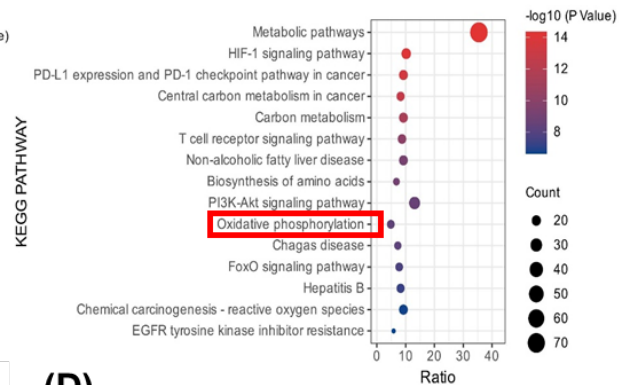 e)
KEGG PATHWAY
Metabolic pathways
HIF-1 signaling pathway
PD-L1 expression and PD-1 checkpoint pathway in cancer
Central carbon metabolism in cancer
Carbon metabolism
T cell receptor signaling pathway
Non-alcoholic fatty liver disease
Biosynthesis of amino acids
PI3K-Akt signaling pathway
Oxidative phosphorylation
Chagas disease
FoxO signaling pathway
Hepatitis B
Chemical carcinogenesis - reactive oxygen species
EGFR tyrosine kinase inhibitor resistance
0 10 20 30 40
Ratio
-log10 (P Value)
14
12
10
8
Count
20
30
40
50
60
70
(D)